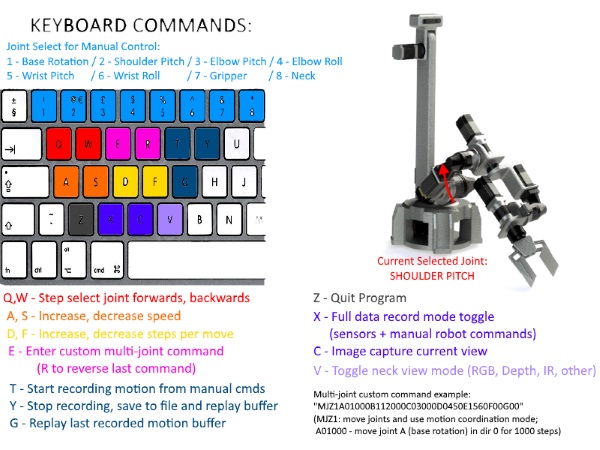 KEYBOARD COMMANDS:
Joint Select for Manual Control:
1 - Base Rotation / 2 - Shoulder Pitch / 3 - Elbow Pitch / 4 - Elbow Roll
5 - Wrist Pitch / 6 - Wrist Roll / 7 - Gripper / 8 - Neck
±
§
1
2
3
4
5
6
7
8
Q W E R T Y U
A S D F G H J
Z X C V B N
fn ctrl alt cmd
Current Selected Joint:
SHOULDER PITCH
Q,W - Step select joint forwards, backwards
A, S - Increase, decrease speed
D, F - Increase, decrease steps per move
E - Enter custom multi-joint command
(R to reverse last command)
T - Start recording motion from manual cmds
Y - Stop recording, save to file and replay buffer
G - Replay last recorded motion buffer
Z - Quit Program
X - Full data record mode toggle
(sensors + manual robot commands)
C - Image capture current view
V - Toggle neck view mode (RGB, Depth, IR, other)
Multi-joint custom command example:
"MJZ1A01000B112000C03000D0450E1560F00G00"
(MJZ1: move joints and use motion coordination mode;
A01000 - move joint A (base rotation) in dir 0 for 1000 steps)